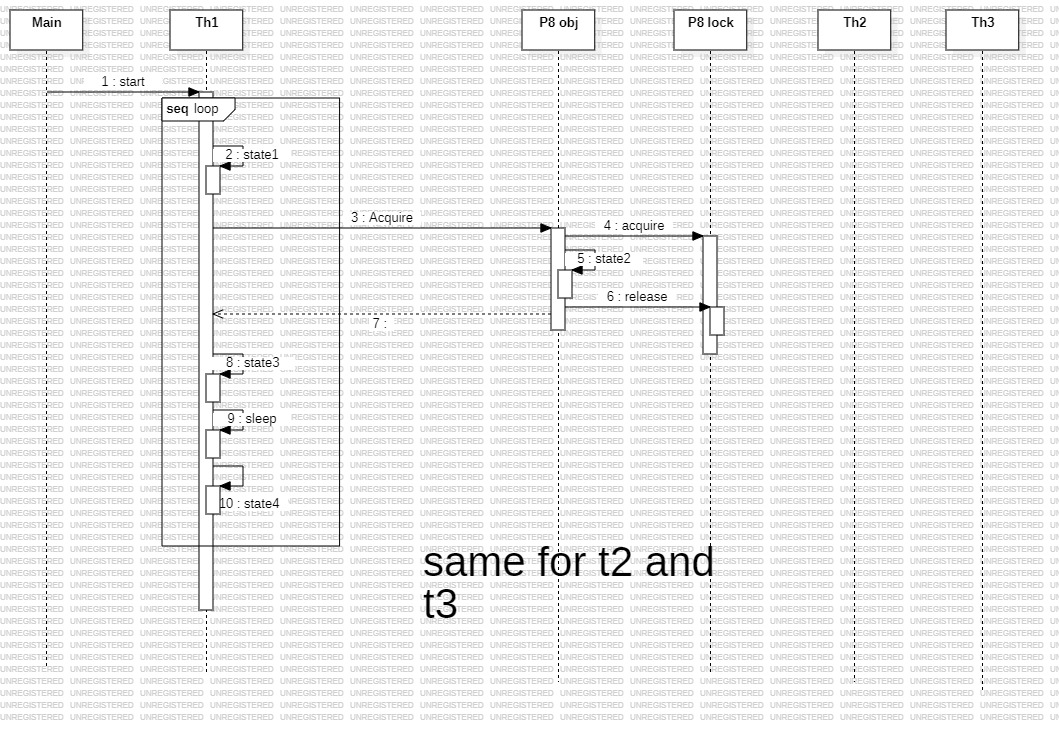 Main
Th1
P8 obj
P8 lock
Th2
Th3
1 : start
seq loop
2 : state1
3 : Acquire
4 : acquire
5 : state2
6 : release
7 :
8 : state3
9 : sleep
10 : state4
same for t2 and
t3
UNREGISTERED